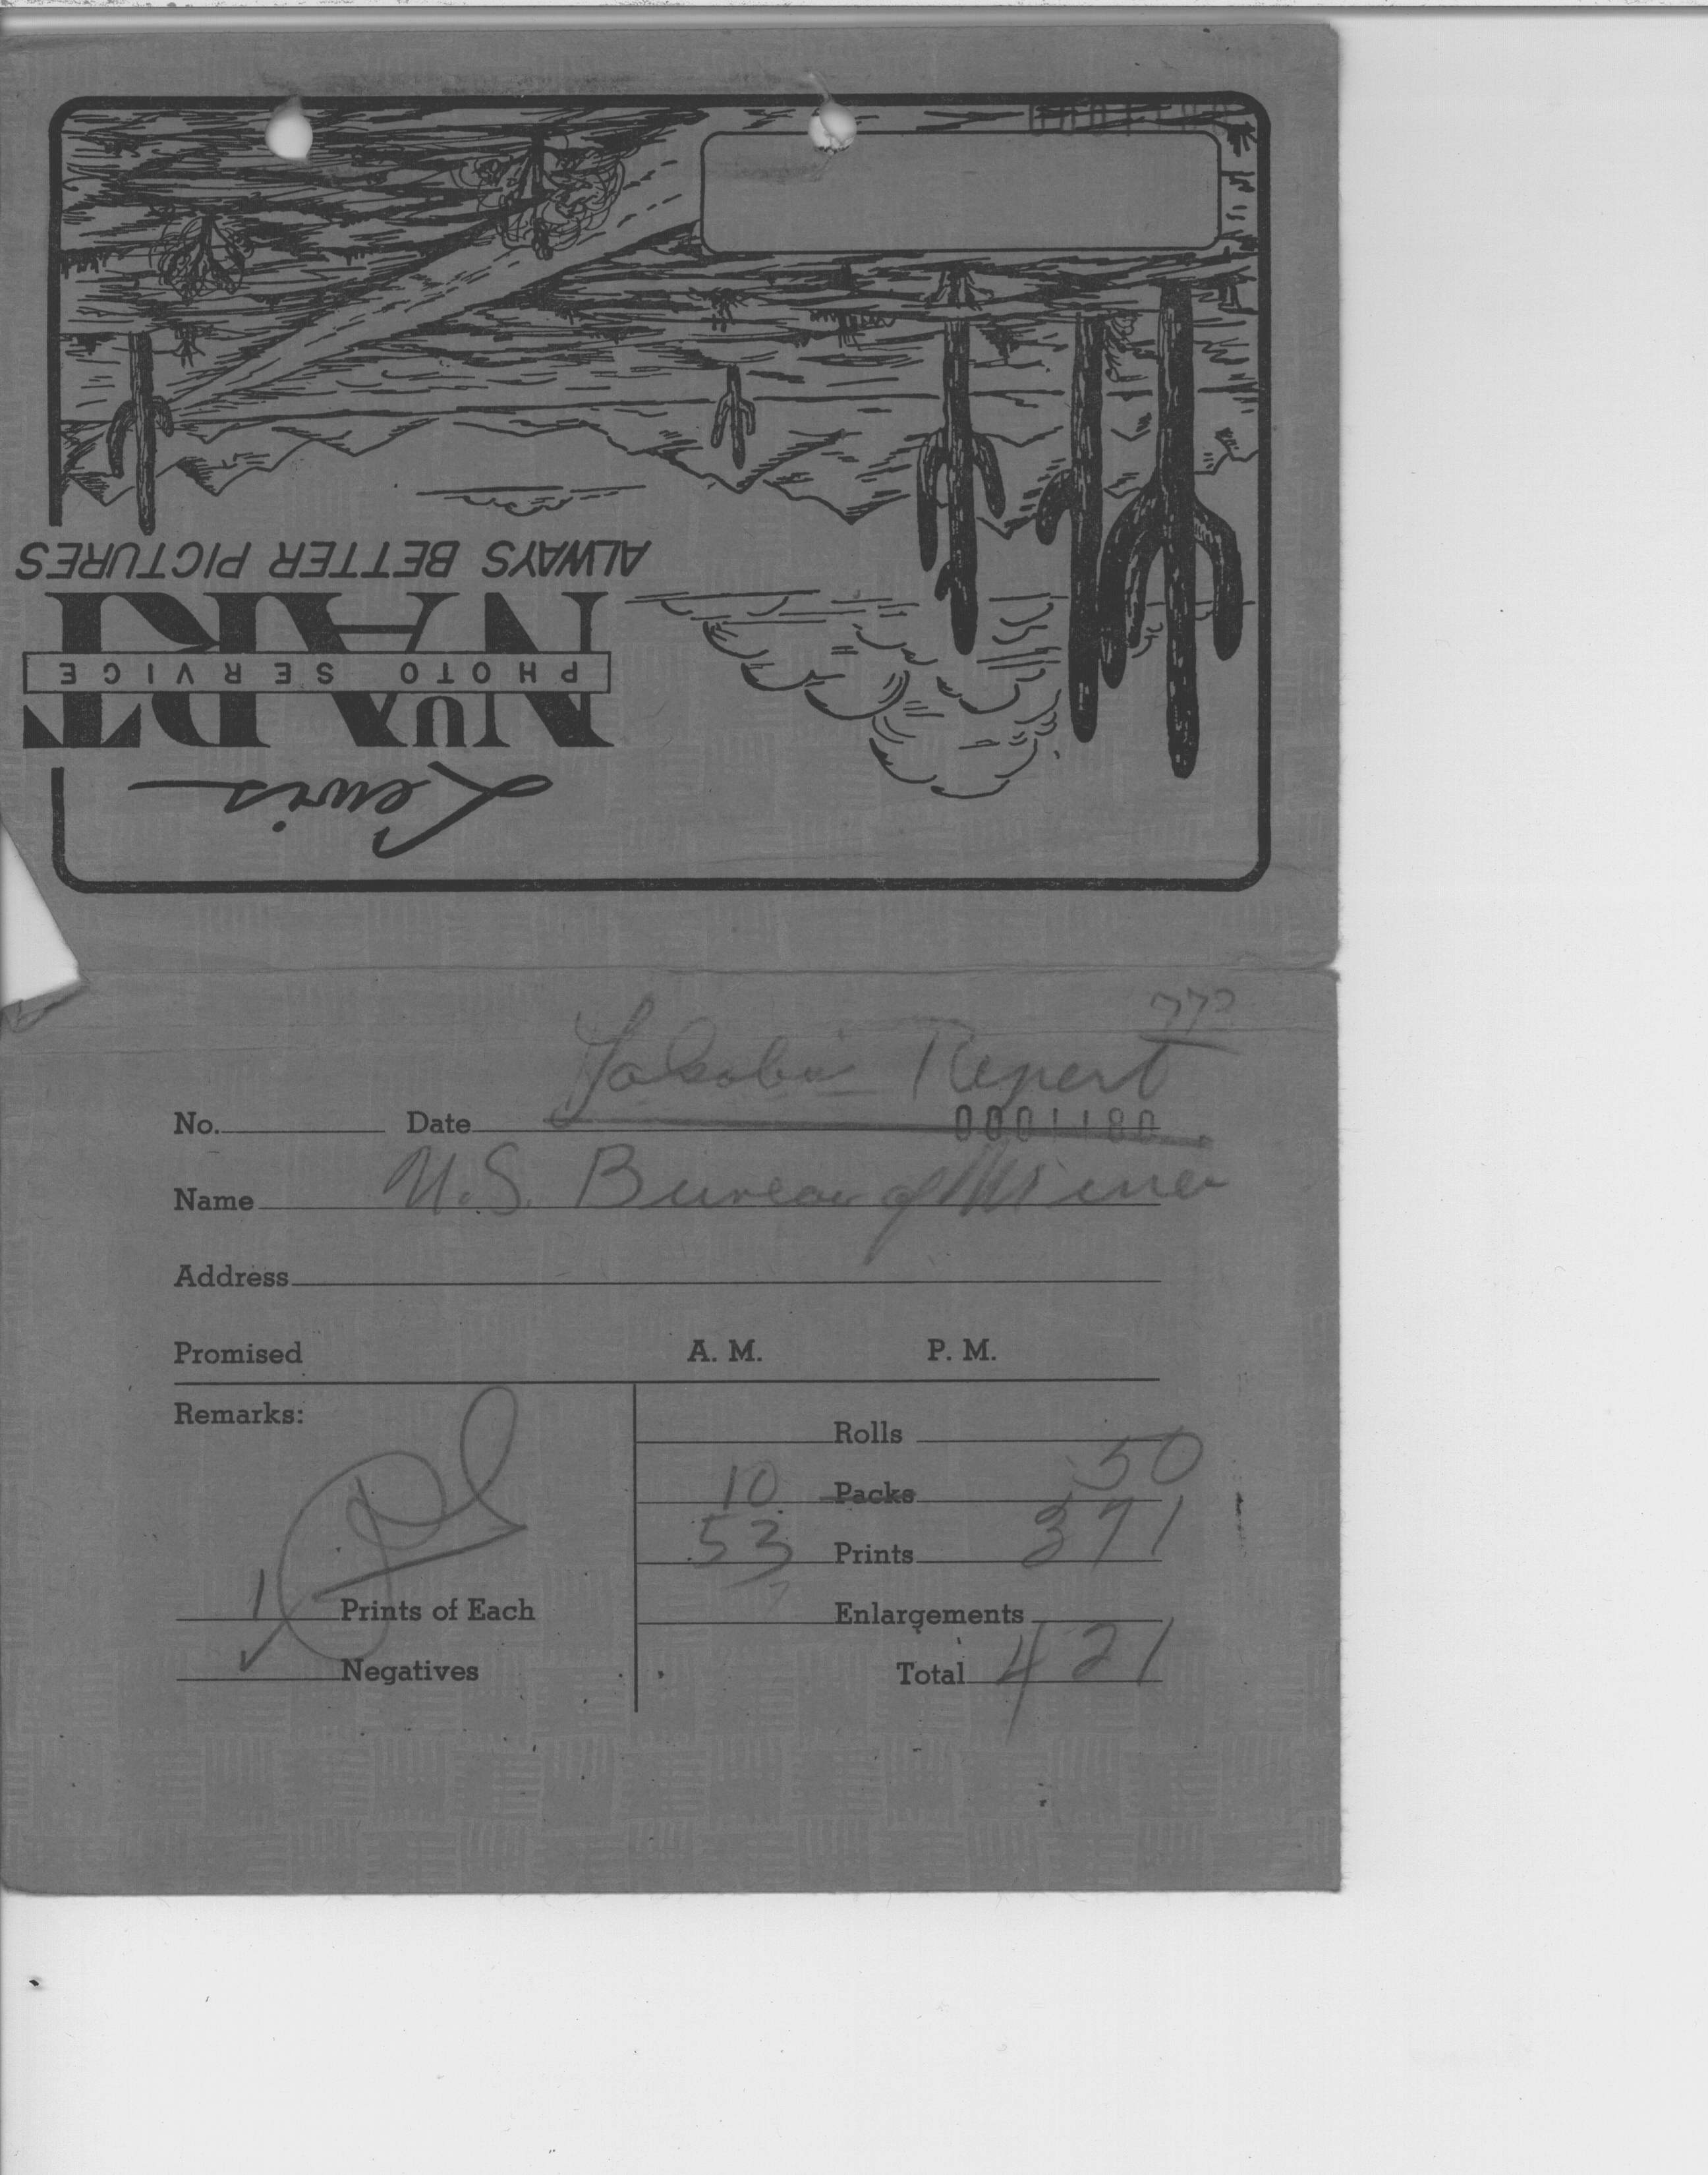 Lewis
NU ART
PHOTO SERVICE
ALWAYS BETTER PICTURES
Report
No. Date 0001180
Name U.S. Bureau of Mines
Address
Promised A. M. P. M.
Remarks:
Rolls
10 Packs 50
53 Prints 371
7
1 Prints of Each Enlargements
✓ Negatives Total 421